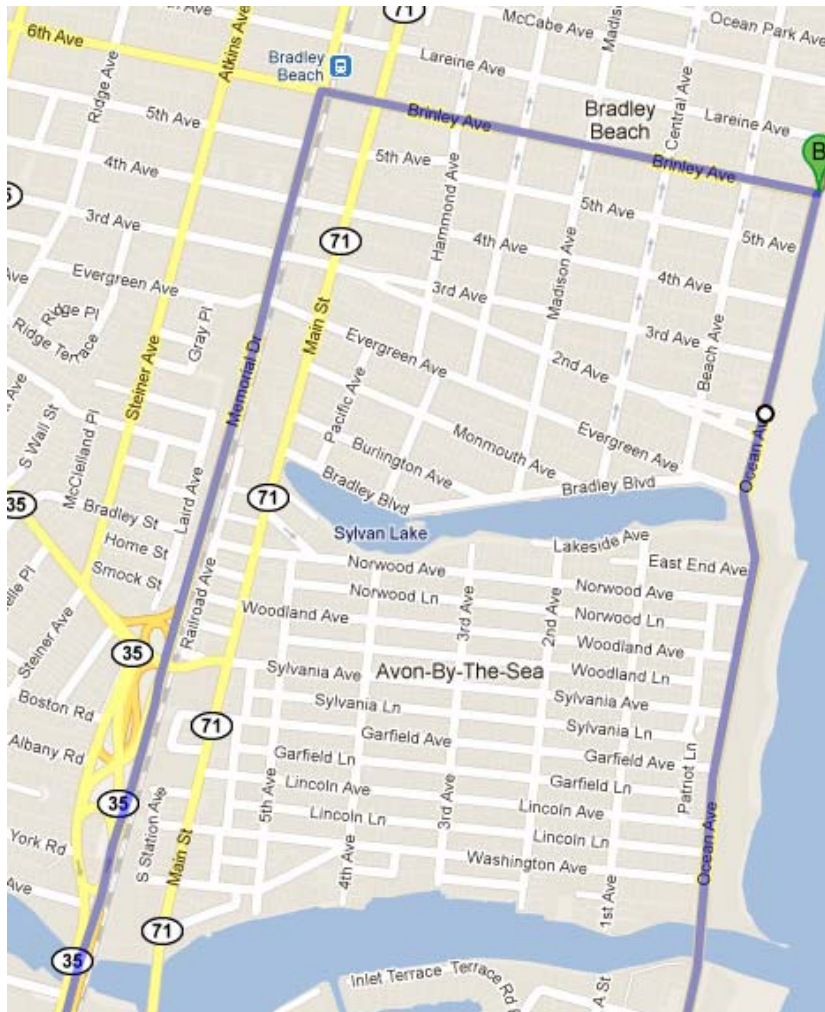 71
McCabe Ave
Ocean Park Ave
6th Ave
Atkins Ave
Bradley
Beach
Lareine Ave
Ridge Ave
Central Ave
Bradley
Beach
Lareine Ave
5th Ave
Brinley Ave
B
4th Ave
5th Ave
Brinley Ave
3rd Ave
Hammond Ave
5th Ave
5th Ave
71
4th Ave
Evergreen Ave
4th Ave
Madison Ave
3rd Ave
Ridge Pl
Gray Pl
Main St
3rd Ave
Ridge Terrace
Memorial Dr
Evergreen Ave
2nd Ave
Beach Ave
Steiner Ave
Pacific Ave
S Wall St
McClelland Pl
Monmouth Ave
Evergreen Ave
Ocean Ave
Burlington Ave
35
71
Laird Ave
Bradley Blvd
Bradley Blvd
Bradley St
Sylvan Lake
Home St
Lakeside Ave
Smock St
Norwood Ave
East End Ave
Railroad Ave
Norwood Ln
Norwood Ave
Steiner Ave
Woodland Ave
3rd Ave
2nd Ave
Norwood Ln
35
Woodland Ave
Sylvania Ave
Avon-By-The-Sea
Woodland Ln
Boston Rd
Sylvania Ln
Sylvania Ave
71
Sylvania Ln
Albany Rd
Garfield Ave
Garfield Ave
Garfield Ln
Patriot Ln
Garfield Ln
35
Lincoln Ave
Lincoln Ave
S Station Ave
5th Ave
3rd Ave
Lincoln Ln
Lincoln Ln
York Rd
Main St
Washington Ave
Ocean Ave
4th Ave
Ave
1st Ave
71
35
Inlet Terrace
Terrace Rd
A St